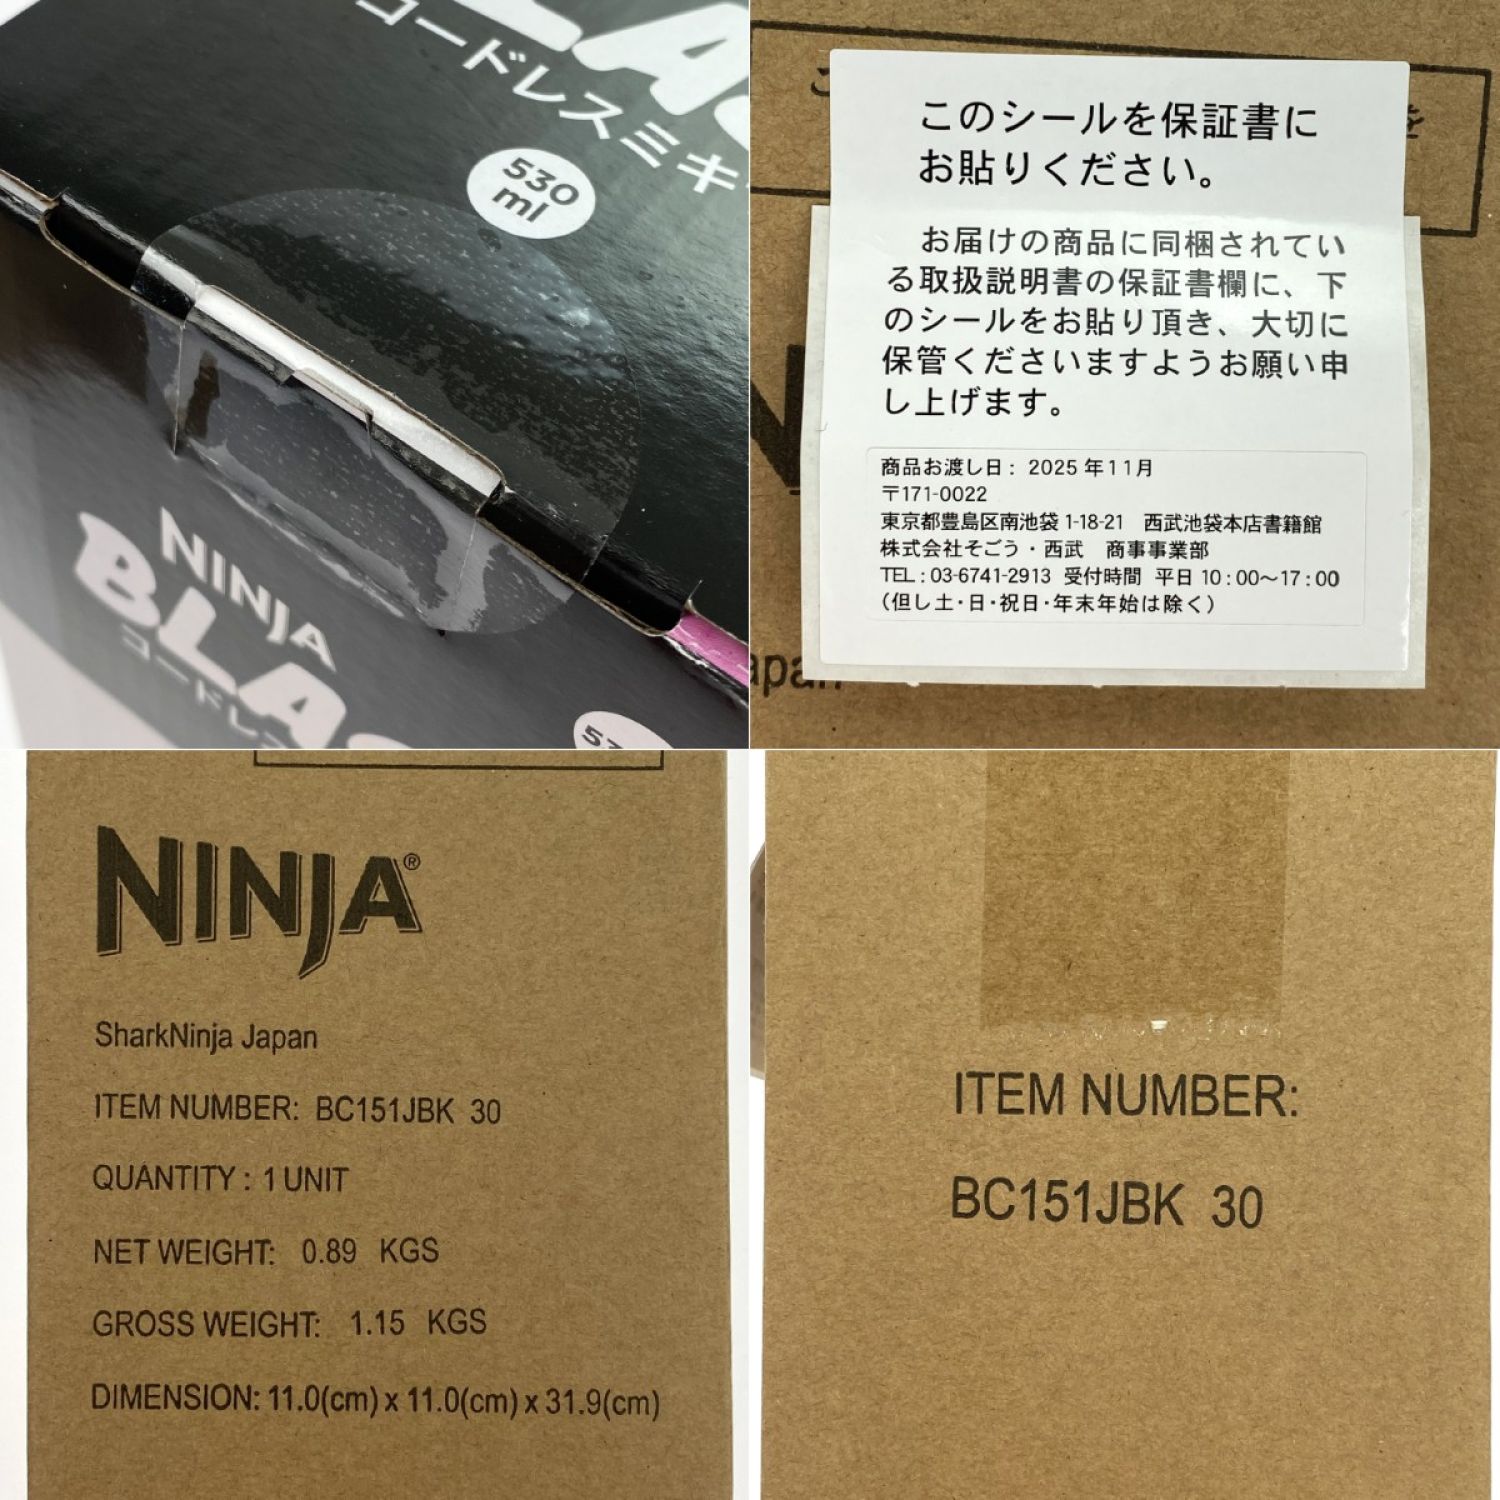 コードレスミキ
530
ml
NINJA
BLA
コードレ
このシールを保証書に
お貼りください。
お届けの商品に同梱されてい
る取扱説明書の保証書欄に、下
のシールをお貼り頂き、大切に
保管くださいますようお願い申
し上げます。
商品お渡し日: 2025年11月
〒171-0022
東京都豊島区南池袋1-18-21 西武池袋本店書籍館
株式会社そごう・西武 商事事業部
TEL:03-6741-2913 受付時間 平日10:00～17:00
(但し土・日・祝日・年末年始は除く)
apan
NINJA®
SharkNinja Japan
ITEM NUMBER: BC151JBK 30
QUANTITY : 1 UNIT
NET WEIGHT: 0.89 KGS
GROSS WEIGHT: 1.15 KGS
DIMENSION: 11.0(cm) x 11.0(cm) x 31.9(cm)
ITEM NUMBER:
BC151JBK 30